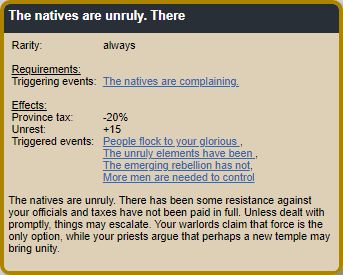 The natives are unruly. There
Rarity: always
Requirements:
Triggering events: The natives are complaining.
Effects:
Province tax: -20%
Unrest: +15
Triggered events: People flock to your glorious ,
The unruly elements have been ,
The emerging rebellion has not,
More men are needed to control
The natives are unruly. There has been some resistance against
your officials and taxes have not been paid in full. Unless dealt with
promptly, things may escalate. Your warlords claim that force is the
only option, while your priests argue that perhaps a new temple may
bring unity.